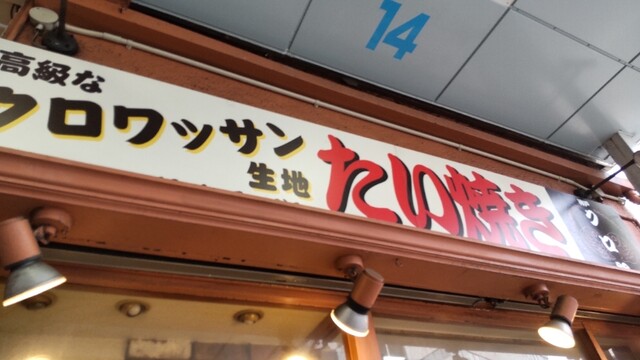 14
高級な
クロワッサン
生地
たい焼き